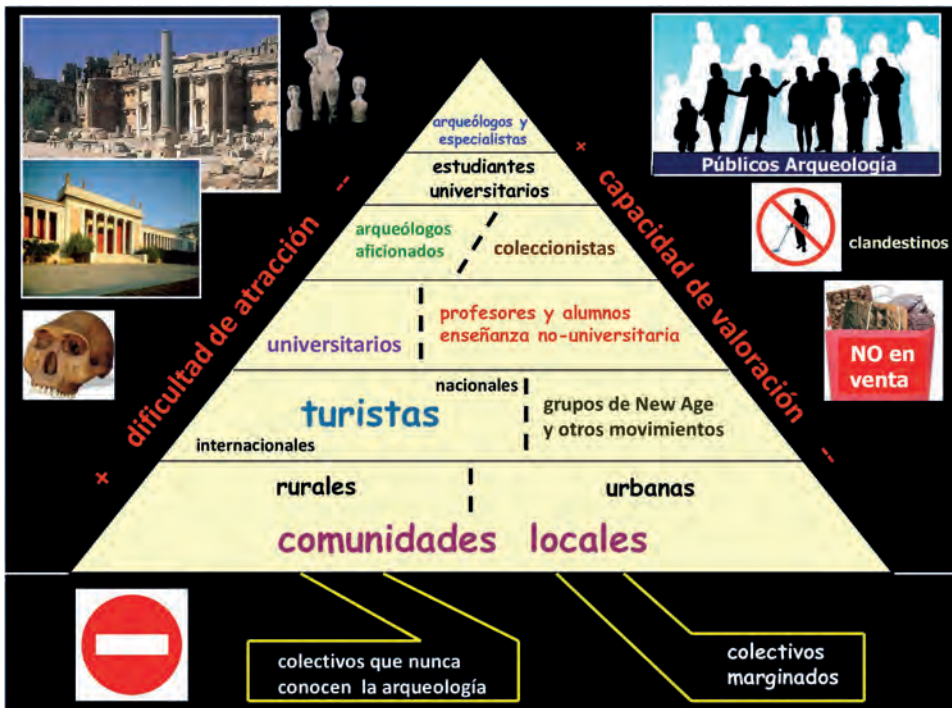 Públicos Arqueología
clandestinos
NO en
venta
dificultad de atracción
+
--
capacidad de valoración
+
--
arqueólogos y
especialistas
estudiantes
universitarios
arqueólogos
aficionados
coleccionistas
universitarios
profesores y alumnos
enseñanza no-universitaria
nacionales
turistas
internacionales
grupos de New Age
y otros movimientos
rurales
urbanas
comunidades locales
colectivos que nunca
conocen la arqueología
colectivos
marginados